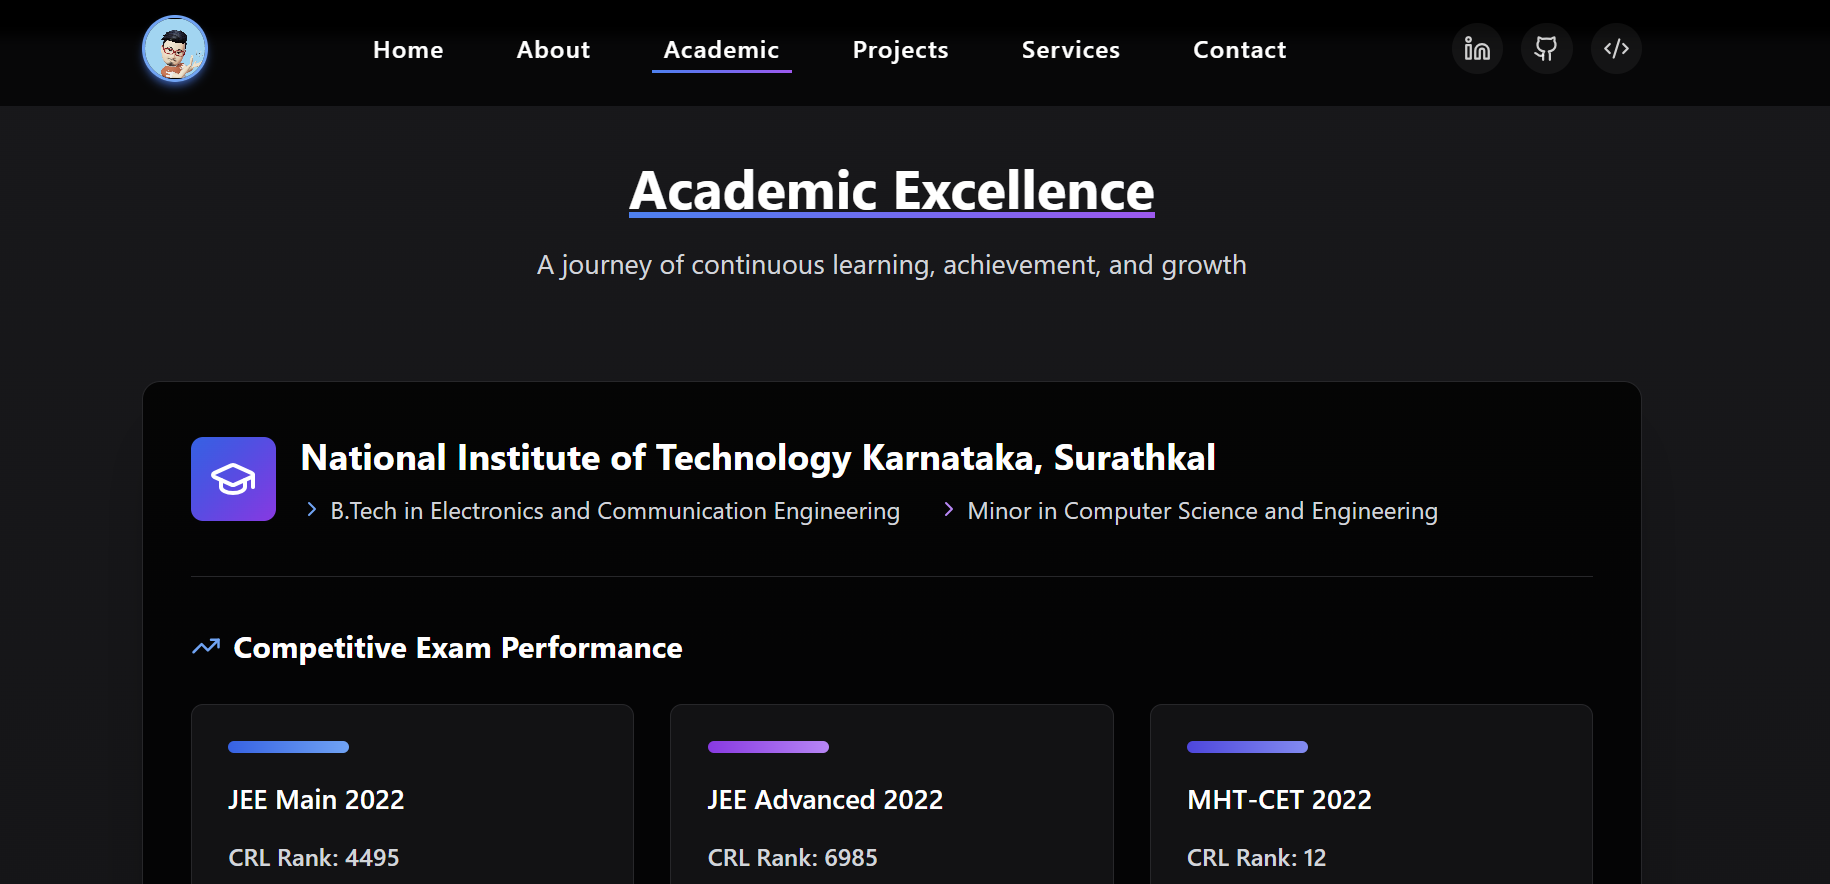 Home About Academic Projects Services Contact
Academic Excellence
A journey of continuous learning, achievement, and growth
National Institute of Technology Karnataka, Surathkal
B.Tech in Electronics and Communication Engineering Minor in Computer Science and Engineering
Competitive Exam Performance
JEE Main 2022 JEE Advanced 2022 MHT-CET 2022
CRL Rank: 4495 CRL Rank: 6985 CRL Rank: 12